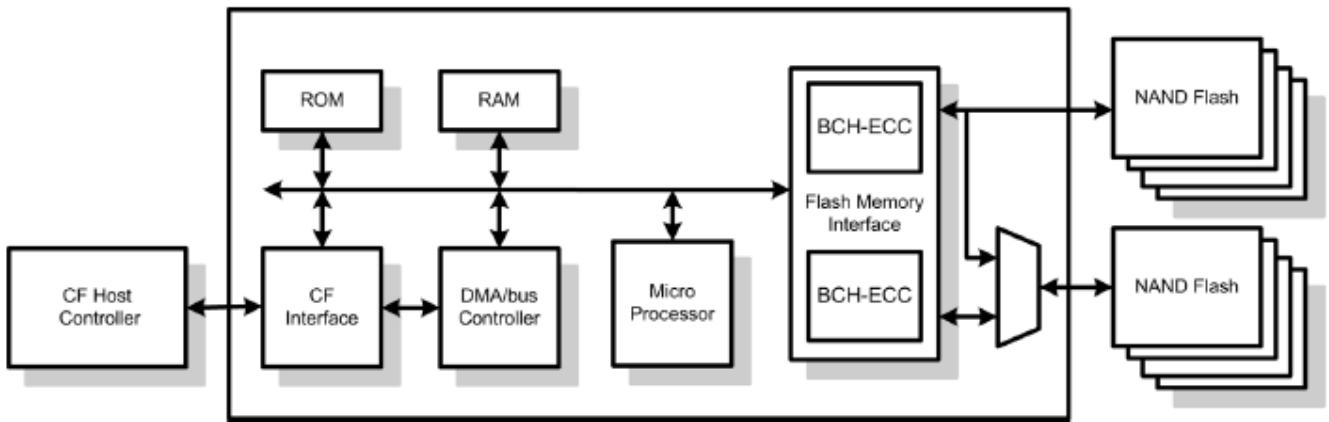 ROM
RAM
BCH-ECC
NAND Flash
Flash Memory
Interface
CF Host
Controller
CF
Interface
DMA/bus
Controller
Micro
Processor
BCH-ECC
NAND Flash